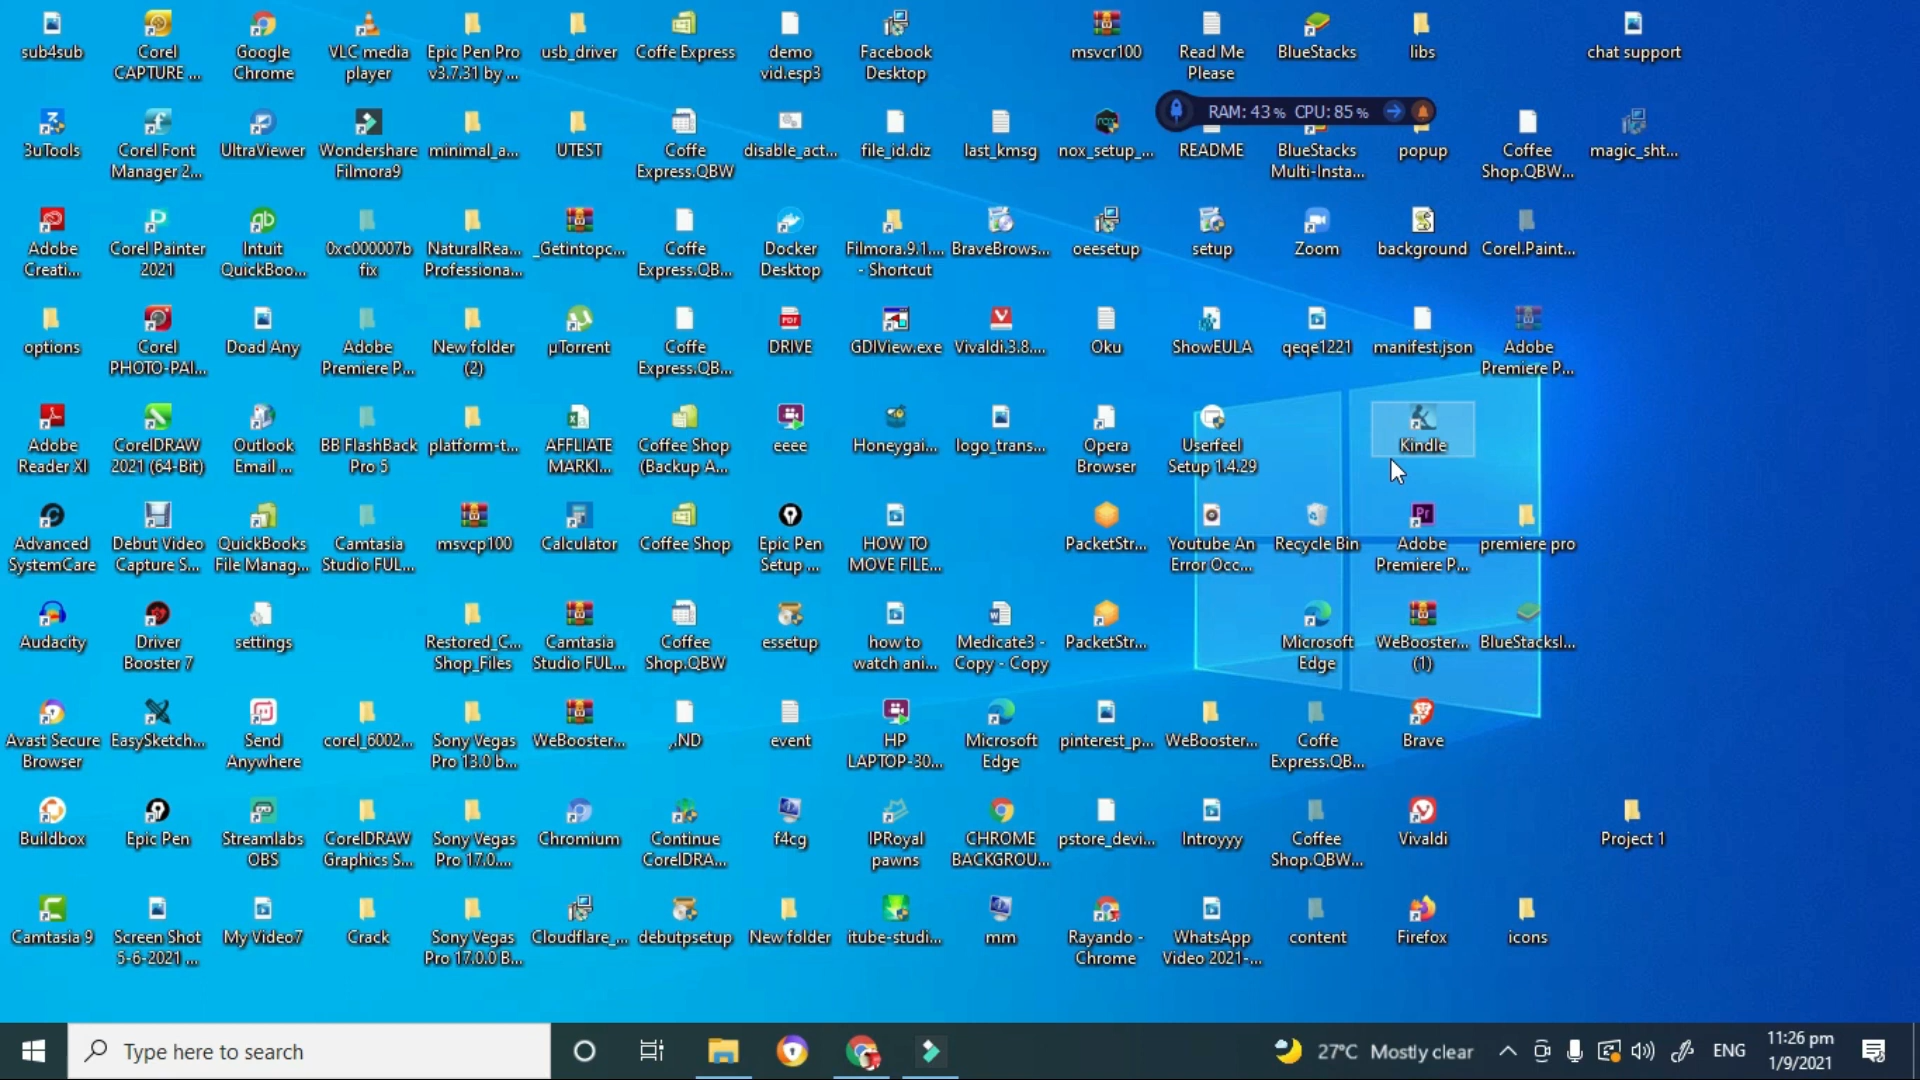 sub4sub
Corel
CAPTURE ...
Google
Chrome
VLC media
player
Epic Pen Pro
v3.7.31 by ...
usb_driver
Coffe Express
demo
vid.esp3
Facebook
Desktop
msvcr100
Read Me
Please
BlueStacks
libs
chat support
RAM: 43% CPU: 85%
3uTools
Corel Font
Manager 2...
UltraViewer
Wondershare
Filmora9
minimal_a...
UTEST
Coffe
Express.QBW
disable_act...
file_id.diz
last_kmsg
nox_setup_...
README
BlueStacks
Multi-Insta...
popup
Coffee
Shop.QBW...
magic_sht...
Adobe
Creati...
Corel Painter
2021
Intuit
QuickBoo...
0xc000007b
fix
NaturalRea...
Professiona...
_Getintopc...
Coffe
Express.QB...
Docker
Desktop
Filmora.9.1....
- Shortcut
BraveBrows...
oeesetup
setup
Zoom
background
Corel.Paint...
options
Corel
PHOTO-PAI...
Doad Any
Adobe
Premiere P...
New folder
(2)
µTorrent
Coffe
Express.QB...
DRIVE
GDIView.exe
Vivaldi.3.8....
Oku
ShowEULA
qeqe1221
manifest.json
Adobe
Premiere P...
Adobe
Reader XI
CorelDRAW
2021 (64-Bit)
Outlook
Email ...
BB FlashBack
Pro 5
platform-t...
AFFLIATE
MARKI...
Coffee Shop
(Backup A...
eeee
Honeygai...
logo_trans...
Opera
Browser
Userfeel
Setup 1.4.29
Kindle
Advanced
SystemCare
Debut Video
Capture S...
QuickBooks
File Manag...
Camtasia
Studio FUL...
msvcp100
Calculator
Coffee Shop
Epic Pen
Setup ...
HOW TO
MOVE FILE...
PacketStr...
Youtube An
Error Occ...
Recycle Bin
Adobe
Premiere P...
premiere pro
Audacity
Driver
Booster 7
settings
Restored_C...
Shop_Files
Camtasia
Studio FUL...
Coffee
Shop.QBW
essetup
how to
watch ani...
Medicate3 -
Copy - Copy
PacketStr...
Microsoft
Edge
WeBooster...
(1)
BlueStacksI...
Avast Secure
Browser
EasySketch...
Send
Anywhere
corel_6002...
Sony Vegas
Pro 13.0 b...
WeBooster...
,,ND
event
HP
LAPTOP-30...
Microsoft
Edge
pinterest_p...
WeBooster...
Coffe
Express.QB...
Brave
Buildbox
Epic Pen
Streamlabs
OBS
CorelDRAW
Graphics S...
Sony Vegas
Pro 17.0....
Chromium
Continue
CorelDRA...
f4cg
IPRoyal
pawns
CHROME
BACKGROU...
pstore_devi...
Introyyy
Coffee
Shop.QBW...
Vivaldi
Project 1
Camtasia 9
Screen Shot
5-6-2021 ...
My Video7
Crack
Sony Vegas
Pro 17.0.0 B...
Cloudflare_...
debutpsetup
New folder
itube-studi...
mm
Rayando -
Chrome
WhatsApp
Video 2021-...
content
Firefox
icons
Type here to search
27°C Mostly clear
ENG
11:26 pm
1/9/2021